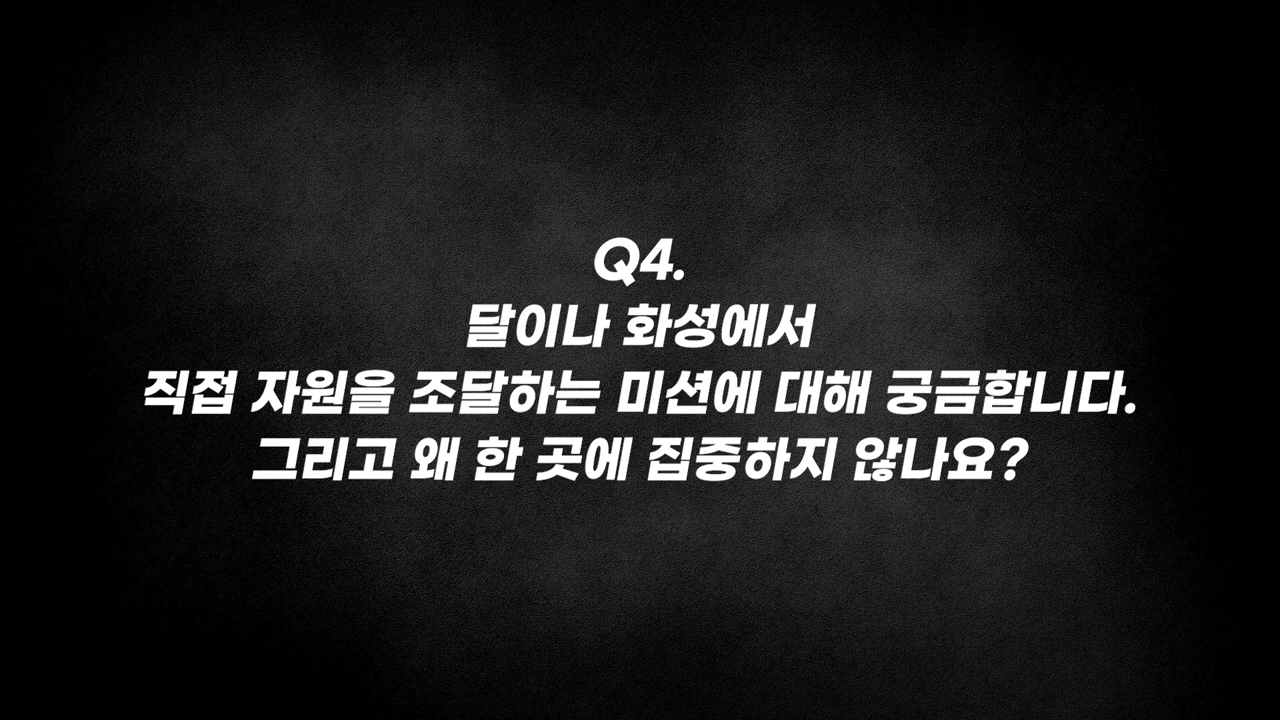 Q4.
달이나 화성에서
직접 자원을 조달하는 미션에 대해 궁금합니다.
그리고 왜 한 곳에 집중하지 않나요?